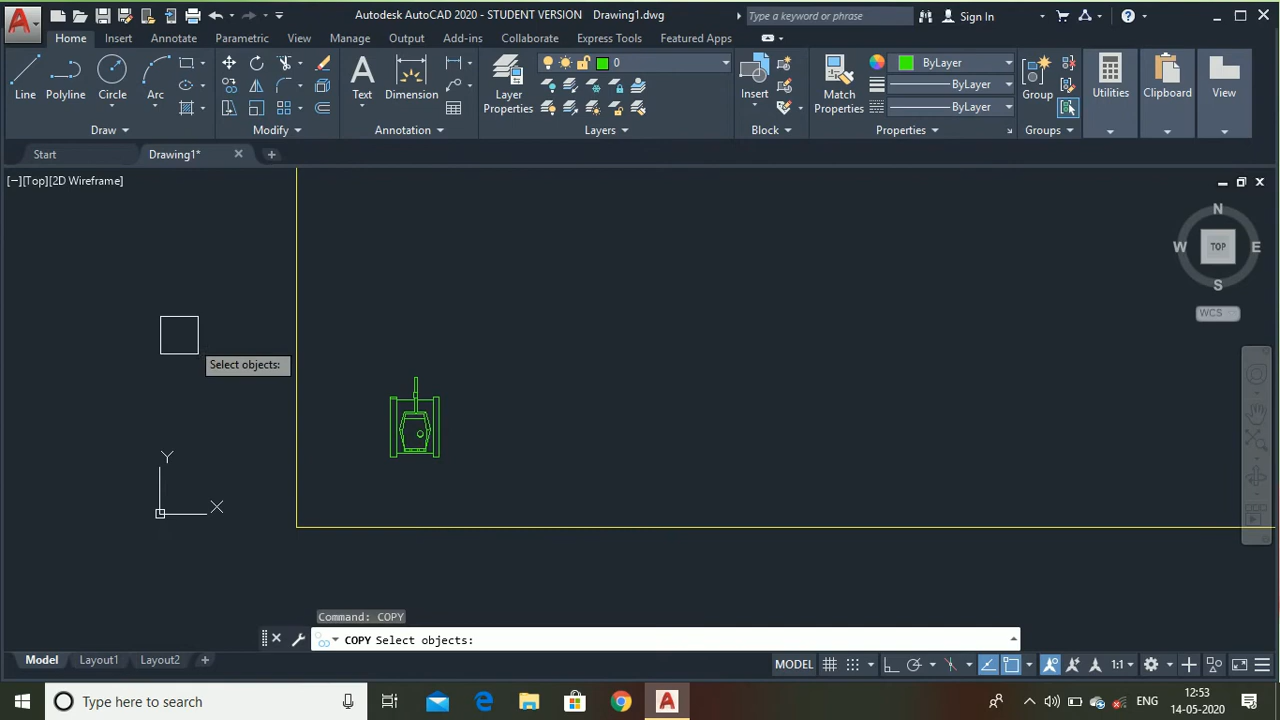 Autodesk AutoCAD 2020 - STUDENT VERSION Drawing1.dwg
Type a keyword or phrase
Sign In
Home Insert Annotate Parametric View Manage Output Add-ins Collaborate Express Tools Featured Apps
Line Polyline Circle Arc
Text Dimension
Layer Properties
0
Insert
Match Properties
ByLayer
ByLayer
ByLayer
Group
Utilities Clipboard View
Draw Modify Annotation Layers Block Properties Groups
Start Drawing1*
[−][Top][2D Wireframe]
N
W TOP E
S
WCS
Select objects:
Y
X
Command: COPY
COPY Select objects:
Model Layout1 Layout2 +
MODEL 1:1
Type here to search
ENG
12:53
14-05-2020